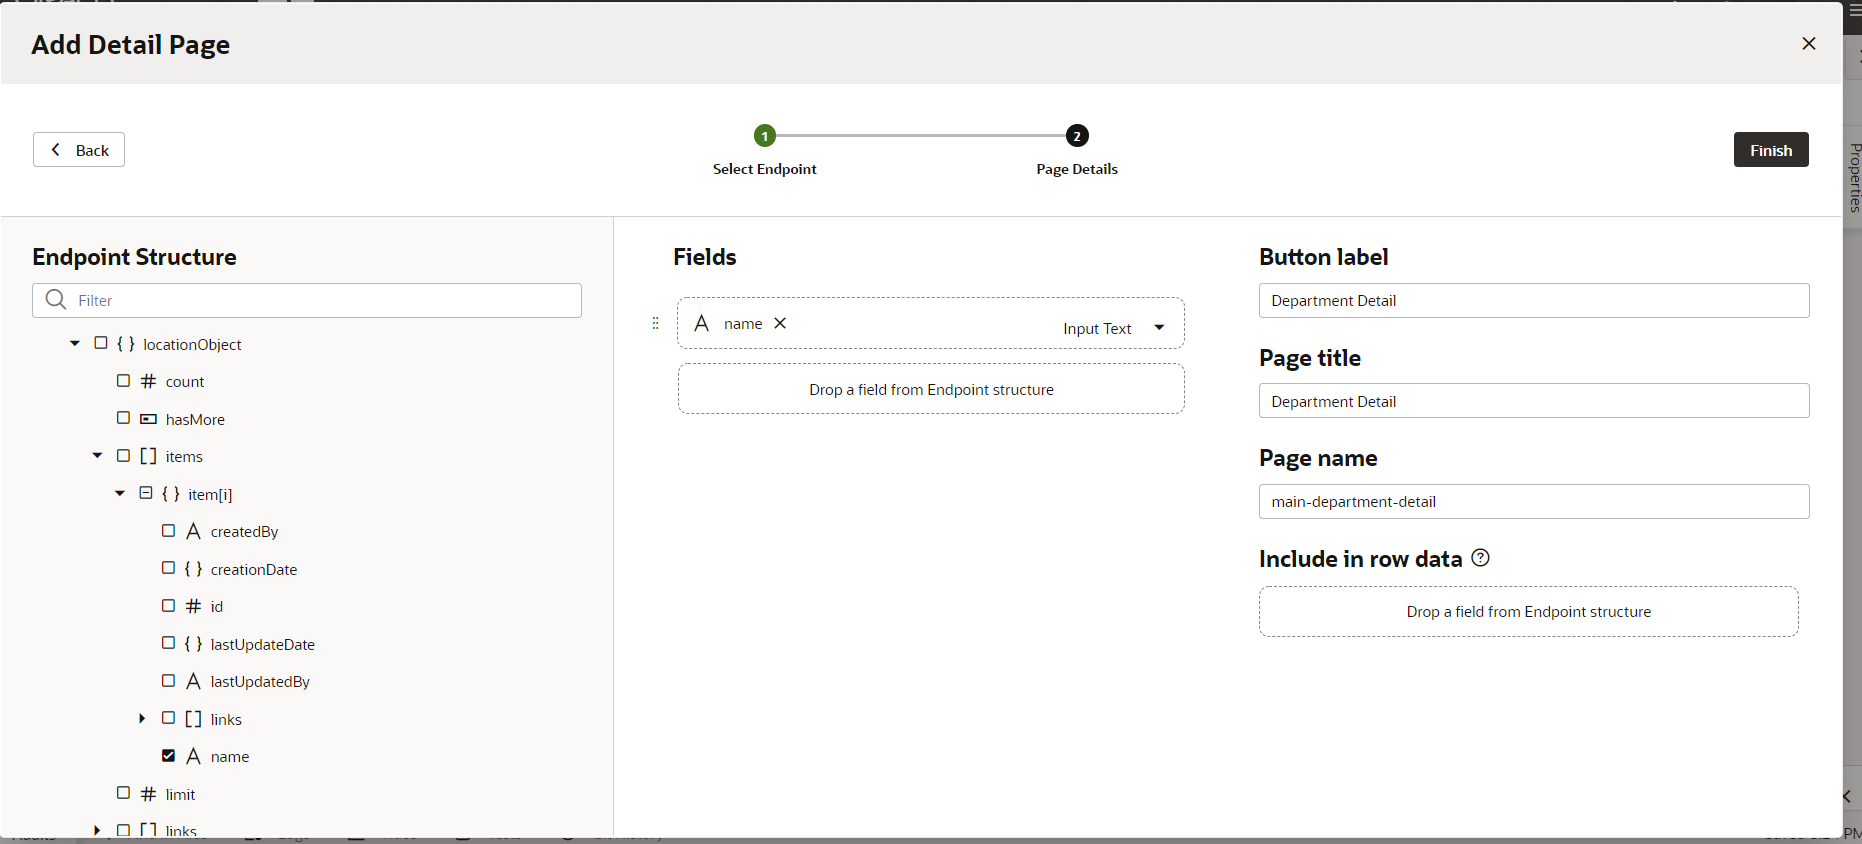 Add Detail Page
Back
1
2
Select Endpoint
Page Details
Finish
Properties
Endpoint Structure
Filter
{ } locationObject
# count
hasMore
[ ] items
{ } item[i]
A createdBy
{ } creationDate
# id
{ } lastUpdateDate
A lastUpdatedBy
[ ] links
A name
# limit
[ ] links
Fields
A name
Input Text
Drop a field from Endpoint structure
Button label
Department Detail
Page title
Department Detail
Page name
main-department-detail
Include in row data ?
Drop a field from Endpoint structure
PM